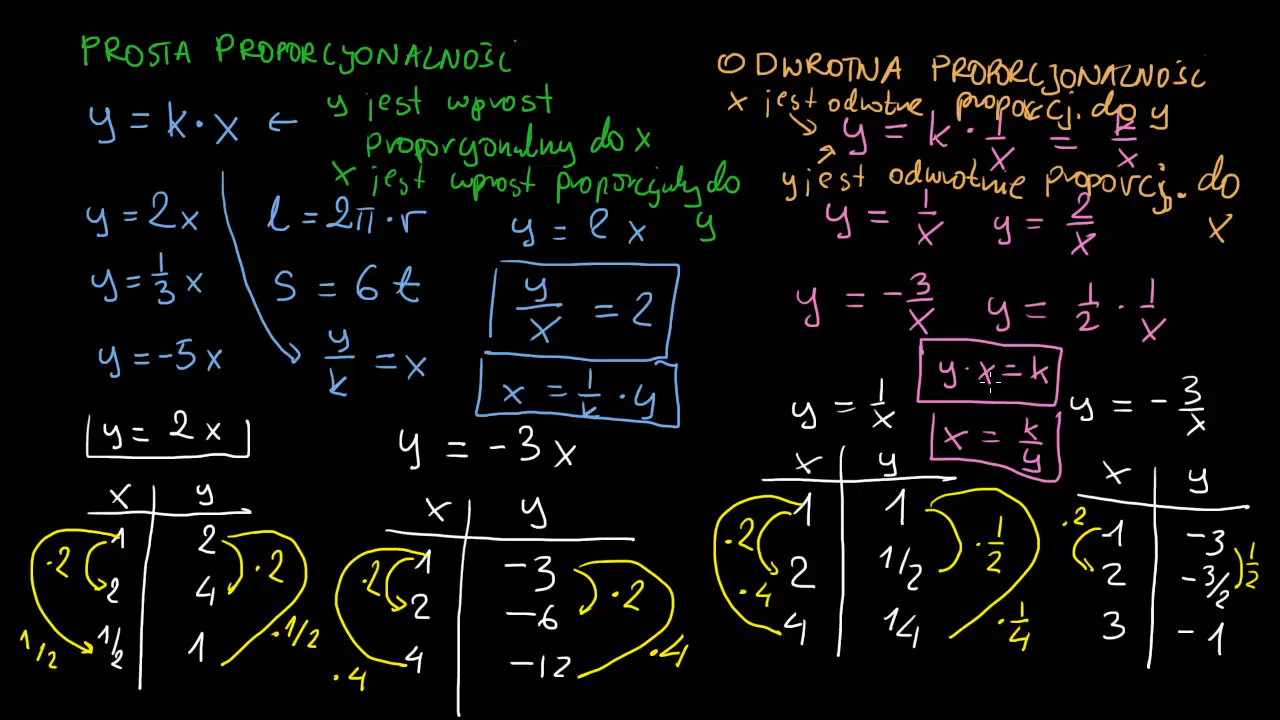 PROSTA PROPORCJONALNOŚĆ
y = k · x ←
y jest wprost
proporcjonalny do x
x jest wprost proporcjonalny do
y
y = 2x
l = 2π · r
y = 1/3 x
S = 6 t
y = -5x
y/k = x
y/x = 2
x = 1/k · y
y = 2x
x y
1 2
2 4
1/2 1
·2
·2
1/2
·1/2
y = -3x
x y
1 -3
2 -6
4 -12
·2
·2
·4
·4
ODWROTNA PROPORCJONALNOŚĆ
x jest odwrotnie proporcj. do y
y = k · 1/x = k/x
y jest odwrotnie proporcj. do
x
y = 1/x
y = 2/x
y = -3/x
y = 1/2 · 1/x
y · x = k
x = k/y
y = 1/x
x y
1 1
2 1/2
4 1/4
·2
·1/2
·4
·1/4
y = -3/x
x y
1 -3
2 -3/2
3 -1
·2
1/2